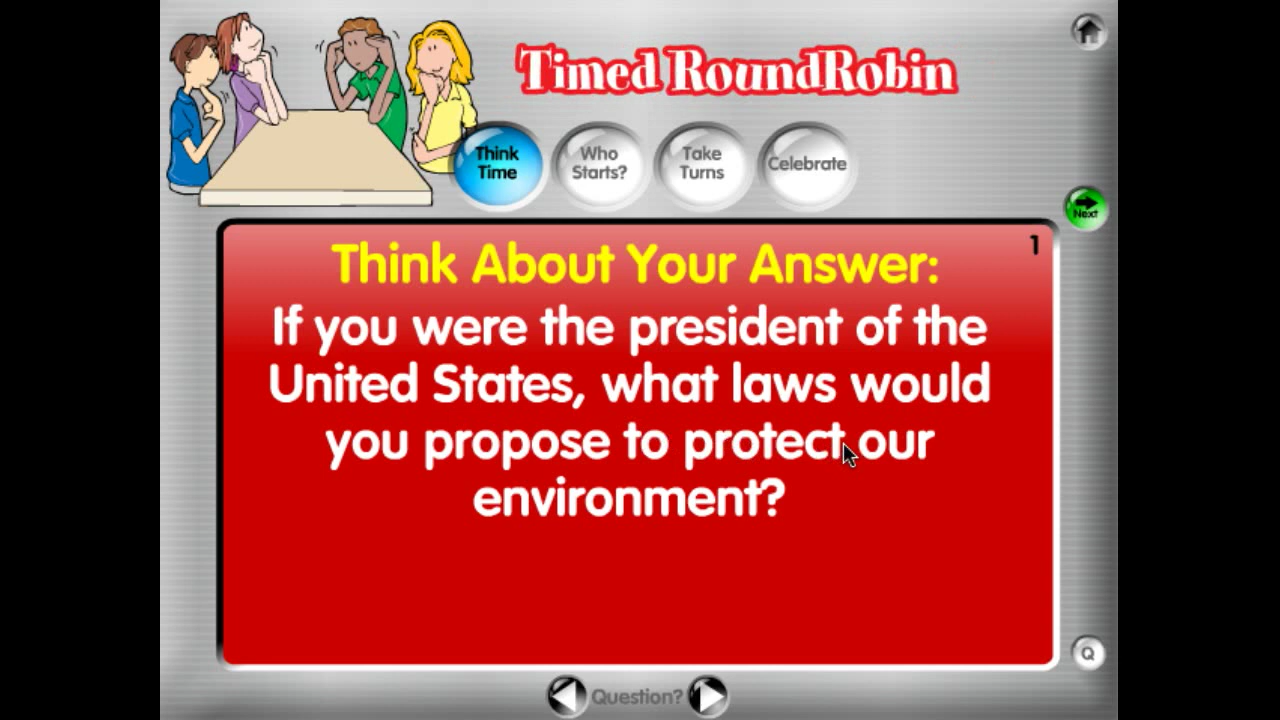 Timed RoundRobin
Think
Time
Who
Starts?
Take
Turns
Celebrate
Next
1
Think About Your Answer:
If you were the president of the
United States, what laws would
you propose to protect our
environment?
Q
Question?